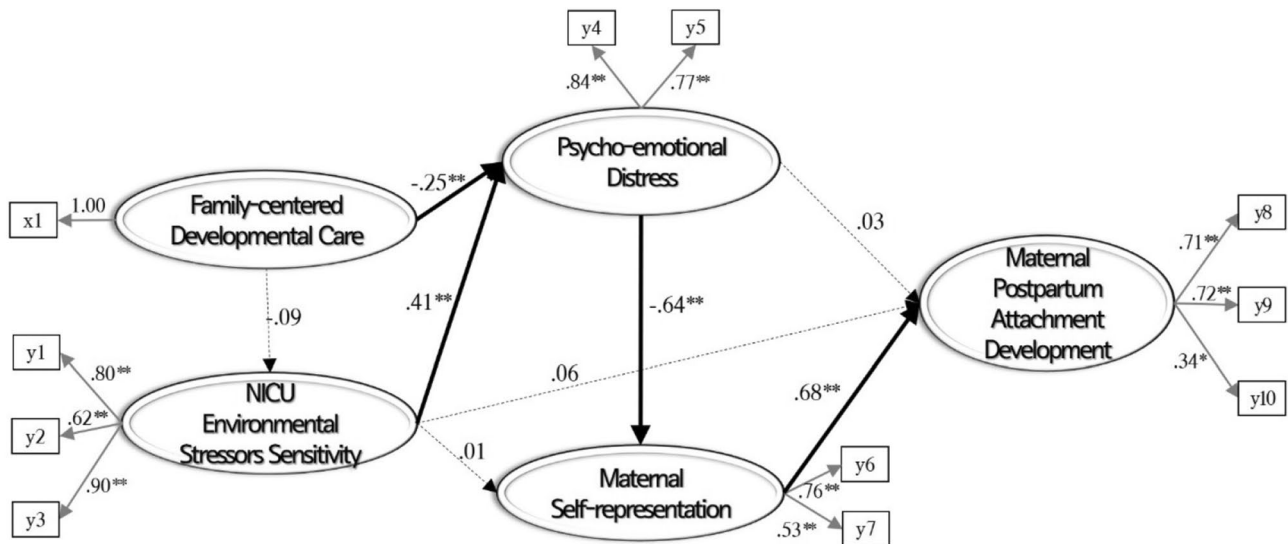 y4
y5
.84**
.77**
Psycho-emotional
Distress
-.25**
x1
1.00
Family-centered
Developmental Care
.03
y8
.71**
Maternal
Postpartum
Attachment
Development
.72**
y9
.34*
y10
-.09
.41**
-.64**
y1
.80**
.06
.68**
NICU
Environmental
Stressors Sensitivity
y2
.62**
.01
.90**
y3
Maternal
Self-representation
y6
.76**
.53**
y7